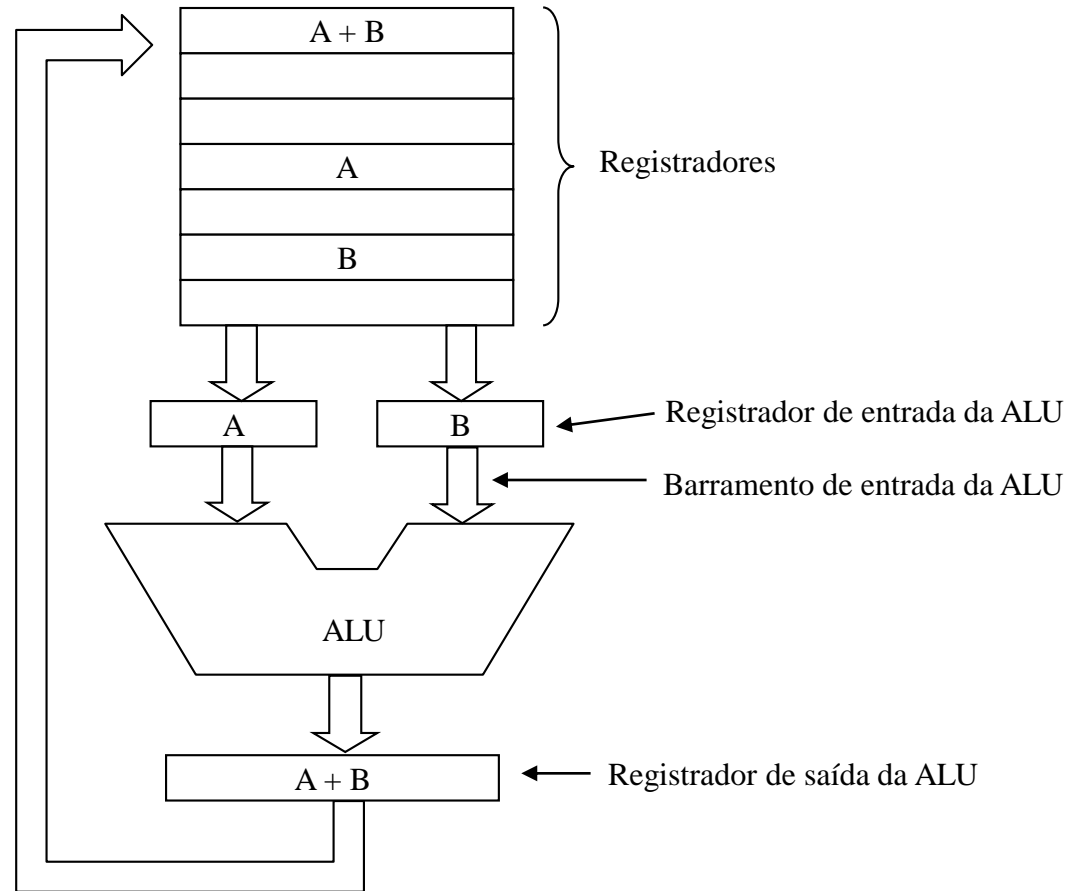 A + B
A
Registradores
B
A
B
Registrador de entrada da ALU
Barramento de entrada da ALU
ALU
A + B
Registrador de saída da ALU